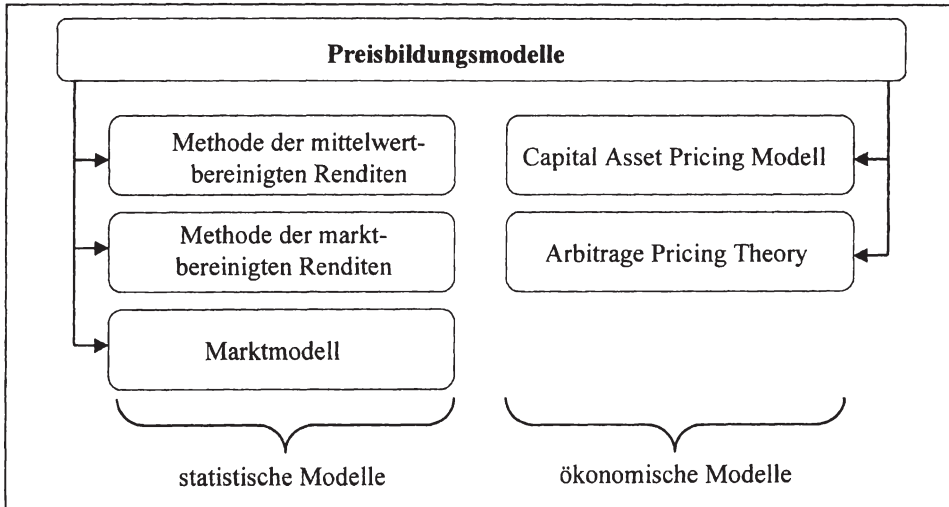 Preisbildungsmodelle
Methode der mittelwert-
bereinigten Renditen
Methode der markt-
bereinigten Renditen
Marktmodell
statistische Modelle
Capital Asset Pricing Modell
Arbitrage Pricing Theory
ökonomische Modelle